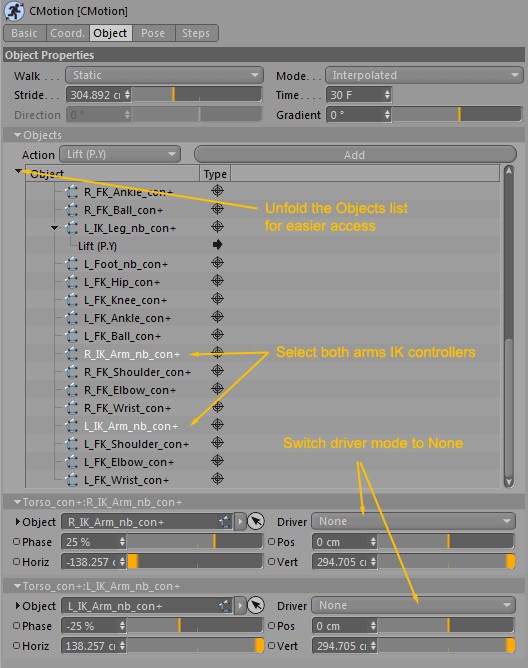 CMotion [CMotion]
Basic Coord. Object Pose Steps
Object Properties
Walk . . . Static Mode . . . Interpolated
Stride . . . 304.892 c Time . . . . 30 F
Direction 0 ° Gradient 0 °
Objects
Action Lift (P.Y) Add
Object Type
R_FK_Ankle_con+
R_FK_Ball_con+
Unfold the Objects list
for easier access
L_IK_Leg_nb_con+
Lift (P.Y)
L_Foot_nb_con+
L_FK_Hip_con+
L_FK_Knee_con+
L_FK_Ankle_con+
L_FK_Ball_con+
R_IK_Arm_nb_con+
Select both arms IK controllers
R_FK_Shoulder_con+
R_FK_Elbow_con+
R_FK_Wrist_con+
L_IK_Arm_nb_con+
L_FK_Shoulder_con+
Switch driver mode to None
L_FK_Elbow_con+
L_FK_Wrist_con+
Torso_con+:R_IK_Arm_nb_con+
Object R_IK_Arm_nb_con+ Driver None
Phase 25 % Pos 0 cm
Horiz -138.257 c Vert 294.705 c
Torso_con+:L_IK_Arm_nb_con+
Object L_IK_Arm_nb_con+ Driver None
Phase -25 % Pos 0 cm
Horiz 138.257 c Vert 294.705 c